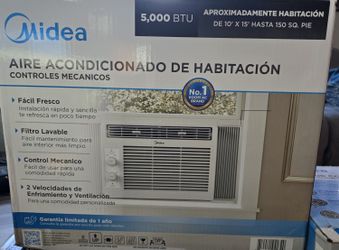 Midea
5,000 BTU
APROXIMADAMENTE HABITACIÓN
DE 10' X 15' HASTA 150 SQ. PIE
AIRE ACONDICIONADO DE HABITACIÓN
CONTROLES MECANICOS
No.1
BRAND
Fácil Fresco
Instalación rápida y sencilla
te refresca en poco tiempo
Filtro Lavable
Fácil mantenimiento para
aire interior mas limpio
Control Mecanico
Fácil de usar para una
comodidad rápida
2 Velocidades de
Enfriamiento y Ventilación
Para una comodidad personalizada
Midea
Garantía limitada de 1 año